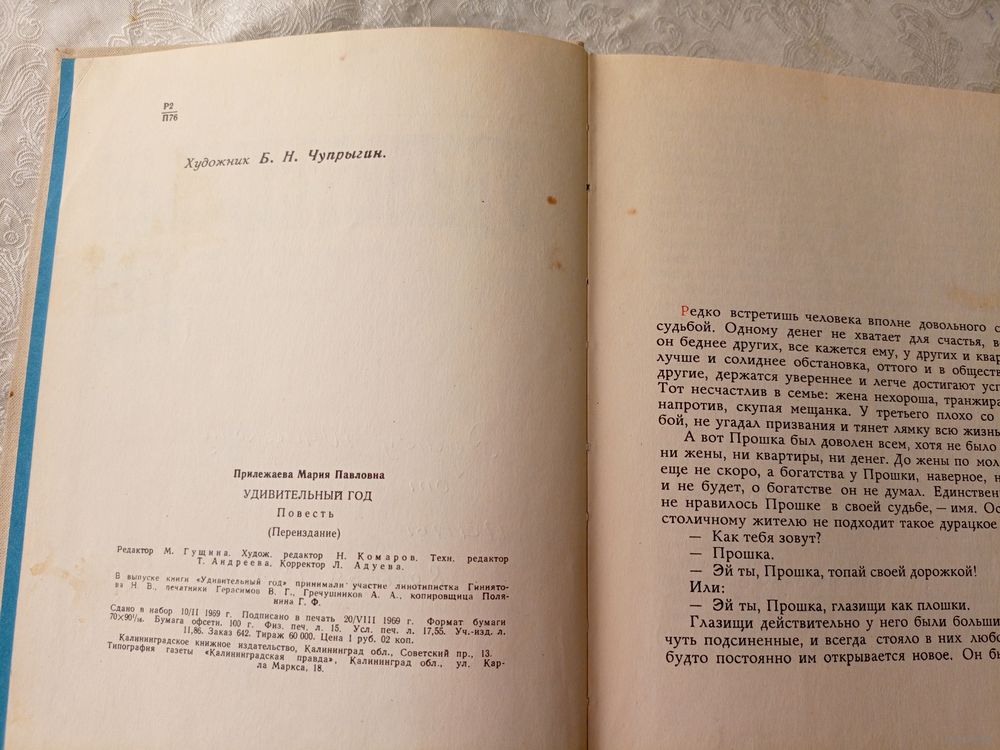 Р2
П76
Художник Б. Н. Чупрыгин.
Прилежаева Мария Павловна
УДИВИТЕЛЬНЫЙ ГОД
Повесть
(Переиздание)
Редактор М. Гущина. Худож. редактор Н. Комаров. Техн. редактор
Т. Андреева. Корректор Л. Адуева.
В выпуске книги «Удивительный год» принимали участие линотипистка Гиниято-
ва Н В., печатники Герасимов В. Г., Гречушников А. А., копировщица Поля-
нина Г. Ф.
Сдано в набор 10/II 1969 г. Подписано в печать 20/VIII 1969 г. Формат бумаги
70×90¹/₁₆. Бумага офсетн. 100 г. Физ. печ. л. 15. Усл. печ. л. 17,55. Уч.-изд. л.
11,86. Заказ 642. Тираж 60 000. Цена 1 руб. 02 коп.
Калининградское книжное издательство, Калининград обл., Советский пр., 13.
Типография газеты «Калининградская правда», Калининград обл., ул. Кар-
ла Маркса, 18.
Редко встретишь человека вполне довольного с
судьбой. Одному денег не хватает для счастья, в
он беднее других, все кажется ему, у других и квар
лучше и солиднее обстановка, оттого и в обществ
другие, держатся увереннее и легче достигают усп
Тот несчастлив в семье: жена нехороша, транжира
напротив, скупая мещанка. У третьего плохо со
бой, не угадал призвания и тянет лямку всю жизнь
А вот Прошка был доволен всем, хотя не было
ни жены, ни квартиры, ни денег. До жены по мол
еще не скоро, а богатства у Прошки, наверное, н
и не будет, о богатстве он не думал. Единствен
не нравилось Прошке в своей судьбе, — имя. Ос
столичному жителю не подходит такое дурацкое
— Как тебя зовут?
— Прошка.
— Эй ты, Прошка, топай своей дорожкой!
Или:
— Эй ты, Прошка, глазищи как плошки.
Глазищи действительно у него были больши
чуть подсиненные, и всегда стояло в них любо
будто постоянно им открывается новое. Он бы